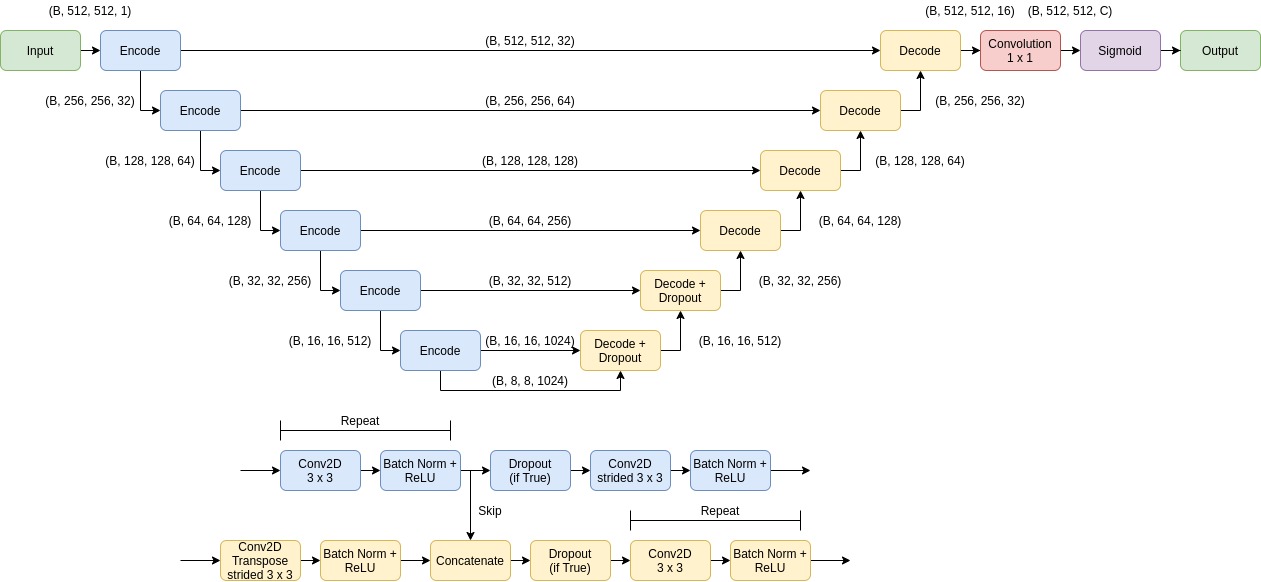 (B, 512, 512, 1)
(B, 512, 512, 16)
(B, 512, 512, C)
Input
Encode
(B, 512, 512, 32)
Decode
Convolution
1 x 1
Sigmoid
Output
(B, 256, 256, 32)
Encode
(B, 256, 256, 64)
Decode
(B, 256, 256, 32)
(B, 128, 128, 64)
Encode
(B, 128, 128, 128)
Decode
(B, 128, 128, 64)
(B, 64, 64, 128)
Encode
(B, 64, 64, 256)
Decode
(B, 64, 64, 128)
(B, 32, 32, 256)
Encode
(B, 32, 32, 512)
Decode +
Dropout
(B, 32, 32, 256)
(B, 16, 16, 512)
Encode
(B, 16, 16, 1024)
Decode +
Dropout
(B, 16, 16, 512)
(B, 8, 8, 1024)
Repeat
Conv2D
3 x 3
Batch Norm +
ReLU
Dropout
(if True)
Conv2D
strided 3 x 3
Batch Norm +
ReLU
Skip
Repeat
Conv2D
Transpose
strided 3 x 3
Batch Norm +
ReLU
Concatenate
Dropout
(if True)
Conv2D
3 x 3
Batch Norm +
ReLU